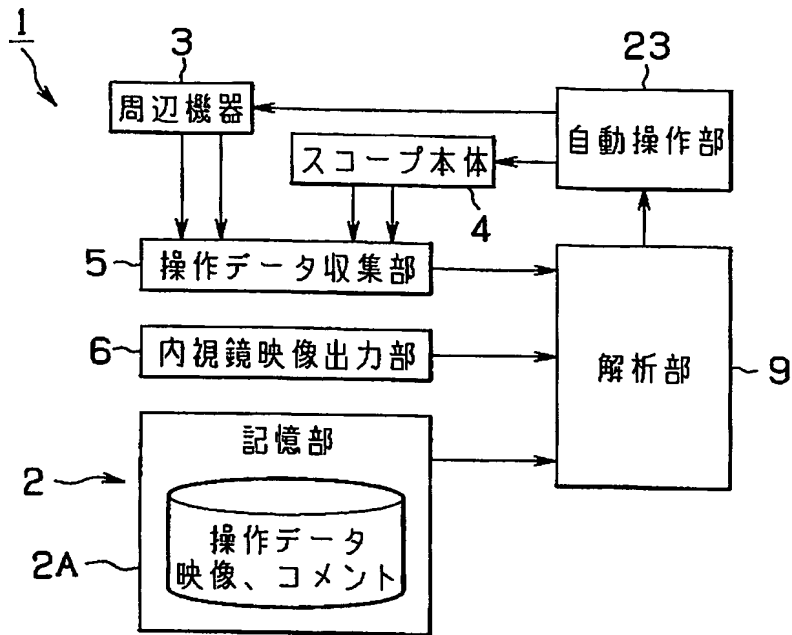 1
3
周辺機器
23
自動操作部
スコープ本体
4
5
操作データ収集部
6
内視鏡映像出力部
解析部
9
記憶部
2
操作データ
映像、コメント
2A